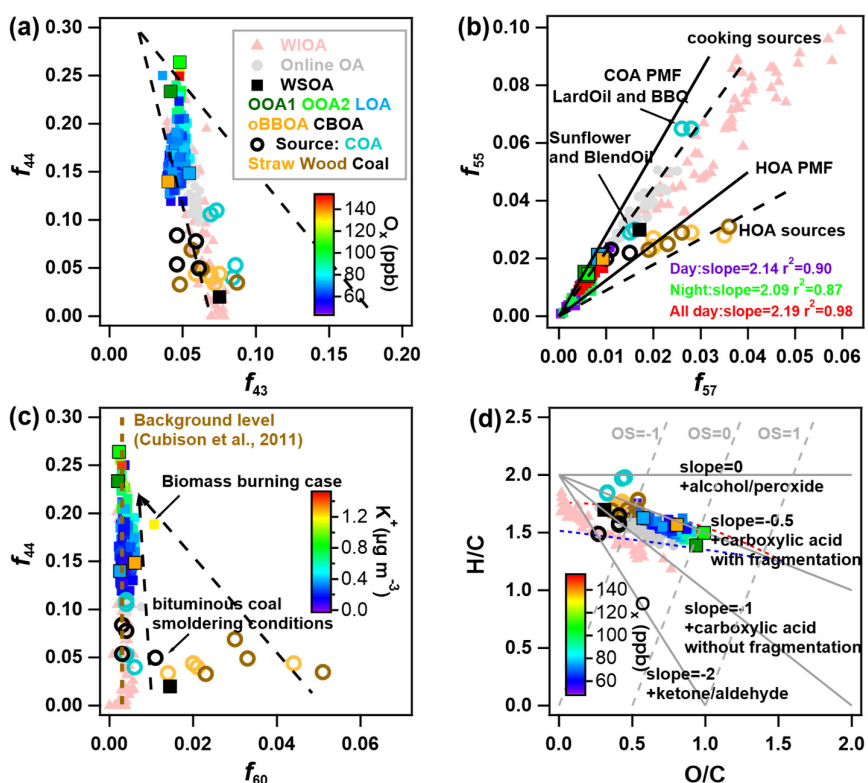 (a)
0.30
0.25
0.20
0.15
0.10
0.05
0.00
f44
0.00
0.05
0.10
0.15
0.20
f43
WIOA
Online OA
WSOA
OOA1 OOA2 LOA
oBBOA CBOA
Source: COA
Straw Wood Coal
140
120
100
80
60
Ox (ppb)
(b)
0.10
0.08
0.06
0.04
0.02
0.00
f55
0.00
0.01
0.02
0.03
0.04
0.05
0.06
f57
cooking sources
COA PMF
LardOil and BBQ
Sunflower
and BlendOil
HOA PMF
HOA sources
Day:slope=2.14 r2=0.90
Night:slope=2.09 r2=0.87
All day:slope=2.19 r2=0.98
(c)
0.30
0.25
0.20
0.15
0.10
0.05
0.00
f44
0.00
0.02
0.04
0.06
f60
Background level
(Cubison et al., 2011)
Biomass burning case
bituminous coal
smoldering conditions
1.2
0.8
0.4
0.0
K+ (μg m-3)
(d)
2.5
2.0
1.5
1.0
0.5
0.0
H/C
0.0
0.5
1.0
1.5
2.0
O/C
OS=-1
OS=0
OS=1
slope=0
+alcohol/peroxide
slope=-0.5
+carboxylic acid
with fragmentation
slope=-1
+carboxylic acid
without fragmentation
slope=-2
+ketone/aldehyde
140
120
100
80
60
Ox (ppb)